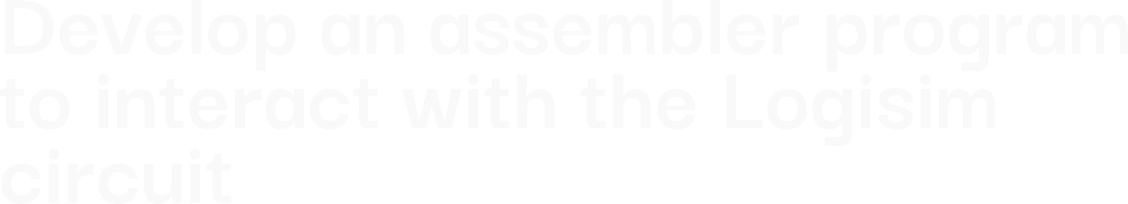 Develop an assembler program
to interact with the Logisim
circuit